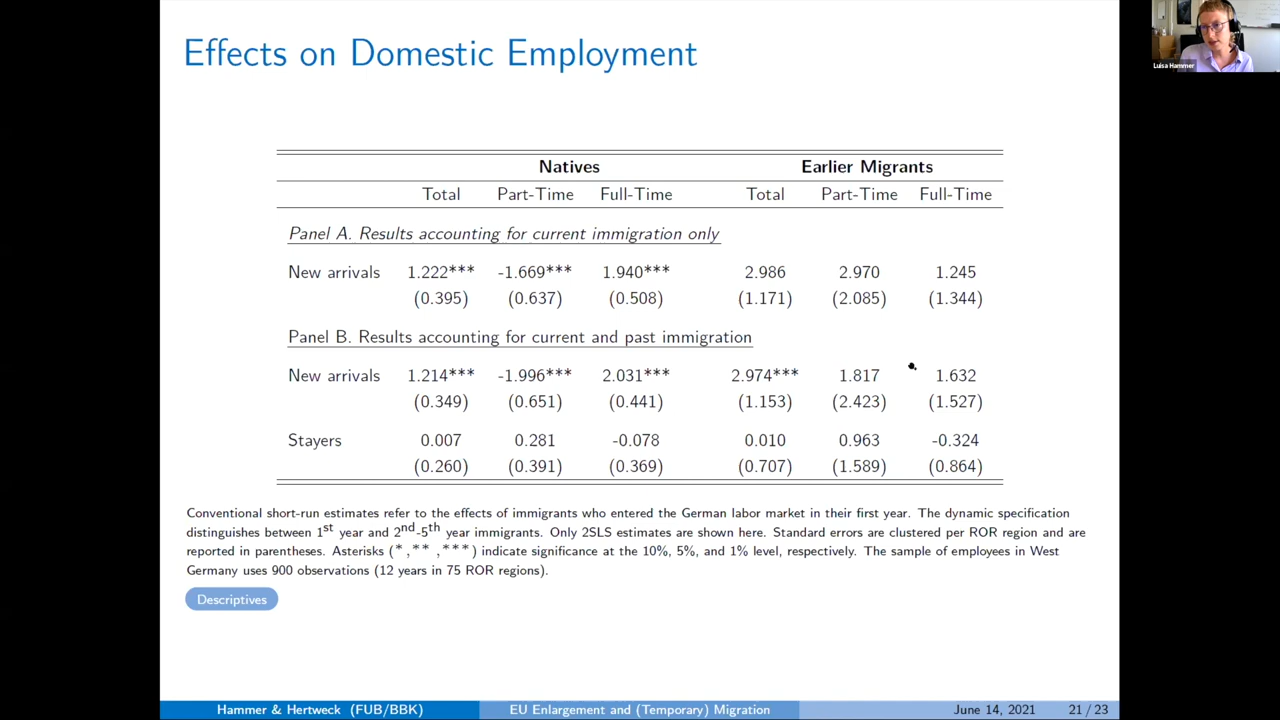 Effects on Domestic Employment
Luisa Hammer
Natives Earlier Migrants
Total Part-Time Full-Time Total Part-Time Full-Time
Panel A. Results accounting for current immigration only
New arrivals 1.222*** -1.669*** 1.940*** 2.986 2.970 1.245
(0.395) (0.637) (0.508) (1.171) (2.085) (1.344)
Panel B. Results accounting for current and past immigration
New arrivals 1.214*** -1.996*** 2.031*** 2.974*** 1.817 1.632
(0.349) (0.651) (0.441) (1.153) (2.423) (1.527)
Stayers 0.007 0.281 -0.078 0.010 0.963 -0.324
(0.260) (0.391) (0.369) (0.707) (1.589) (0.864)
Conventional short-run estimates refer to the effects of immigrants who entered the German labor market in their first year. The dynamic specification
distinguishes between 1st year and 2nd-5th year immigrants. Only 2SLS estimates are shown here. Standard errors are clustered per ROR region and are
reported in parentheses. Asterisks (*,**,***) indicate significance at the 10%, 5%, and 1% level, respectively. The sample of employees in West
Germany uses 900 observations (12 years in 75 ROR regions).
Descriptives
Hammer & Hertweck (FUB/BBK) EU Enlargement and (Temporary) Migration June 14, 2021 21 / 23